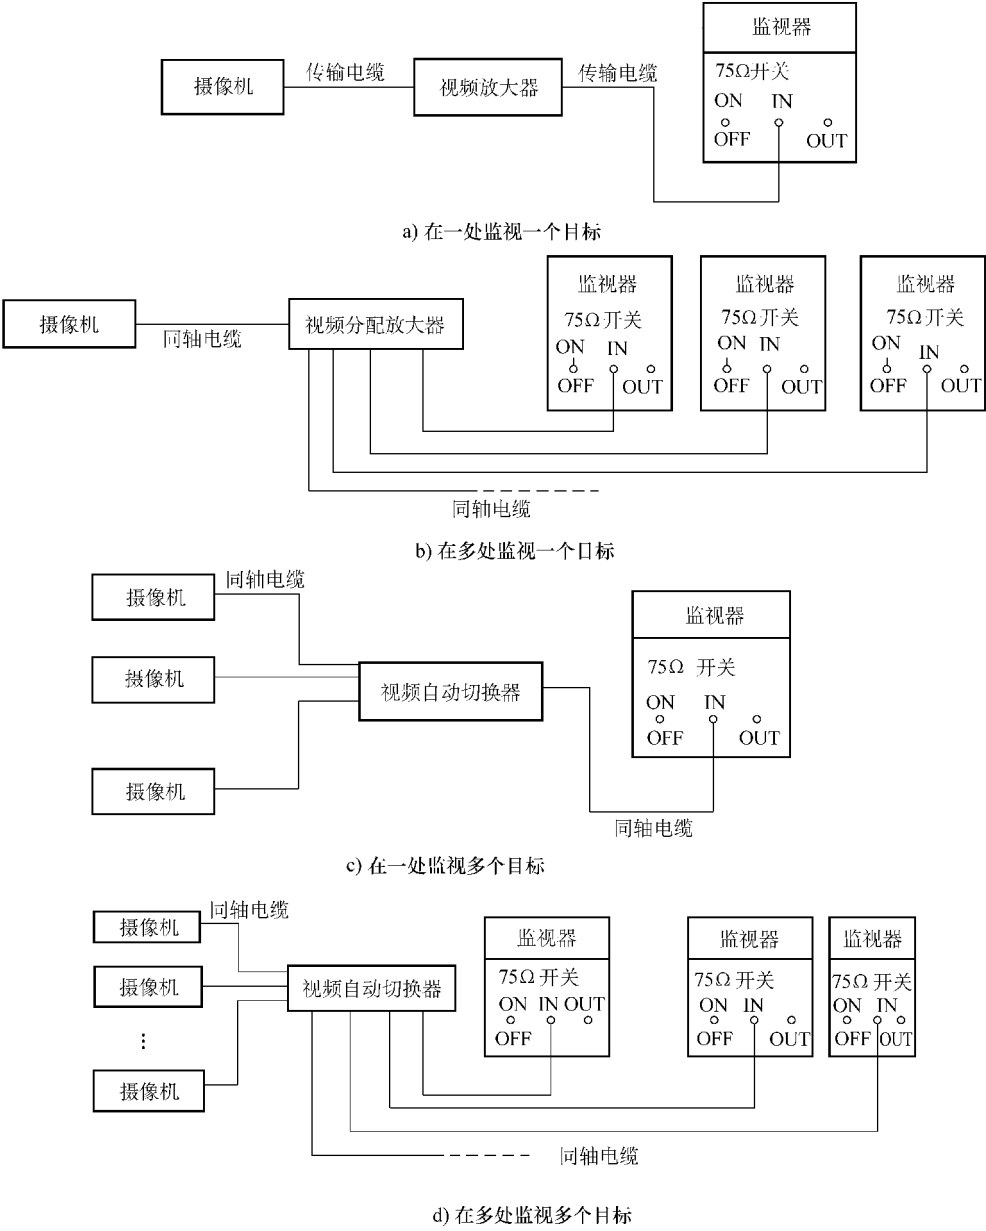 监视器
摄像机
传输电缆
视频放大器
传输电缆
75Ω开关
ON IN
OFF OUT
a) 在一处监视一个目标
摄像机
同轴电缆
视频分配放大器
监视器
75Ω开关
ON IN
OFF OUT
监视器
75Ω开关
ON IN
OFF OUT
监视器
75Ω开关
ON IN
OFF OUT
同轴电缆
b) 在多处监视一个口标
摄像机
同轴电缆
摄像机
摄像机
视频自动切换器
监视器
75Ω 开关
ON IN
OFF OUT
同轴电缆
c) 在一处监视多个目标
摄像机
同轴电缆
摄像机
⋮
摄像机
视频自动切换器
监视器
75Ω开关
ON IN OUT
OFF
监视器
75Ω开关
ON IN
OFF OUT
监视器
75Ω开关
ON IN
OFF OUT
同轴电缆
d) 在多处监视多个目标